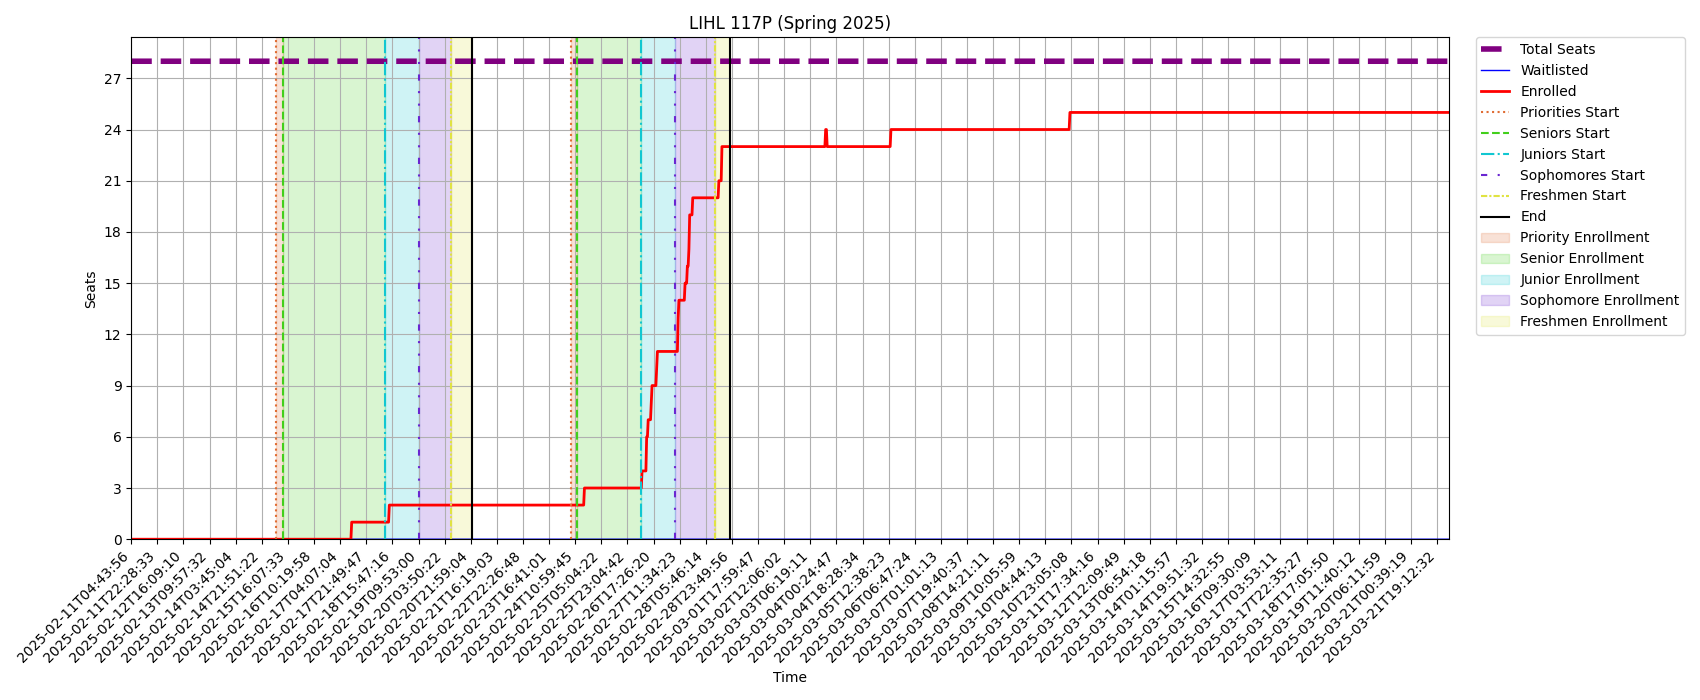 LIHL 117P (Spring 2025)
Seats
27
24
21
18
15
12
9
6
3
0
2025-02-11T04:43:56
2025-02-11T22:28:33
2025-02-12T16:09:10
2025-02-13T09:57:32
2025-02-14T03:45:04
2025-02-14T21:51:22
2025-02-15T16:07:33
2025-02-16T10:19:58
2025-02-17T04:07:04
2025-02-17T21:49:47
2025-02-18T15:47:16
2025-02-19T09:53:00
2025-02-20T03:50:22
2025-02-20T21:59:04
2025-02-21T16:19:03
2025-02-22T22:26:48
2025-02-23T16:41:01
2025-02-24T10:59:45
2025-02-25T05:04:22
2025-02-25T23:04:42
2025-02-26T17:26:20
2025-02-27T11:34:23
2025-02-28T05:46:14
2025-02-28T23:49:56
2025-03-01T17:59:47
2025-03-02T12:06:02
2025-03-03T06:19:11
2025-03-04T00:24:47
2025-03-04T18:28:34
2025-03-05T12:38:23
2025-03-06T06:47:24
2025-03-07T01:01:13
2025-03-07T19:40:37
2025-03-08T14:21:11
2025-03-09T10:05:59
2025-03-10T04:44:13
2025-03-10T23:05:08
2025-03-11T17:34:16
2025-03-12T12:09:49
2025-03-13T06:54:18
2025-03-14T01:15:57
2025-03-14T19:51:32
2025-03-15T14:32:55
2025-03-16T09:30:09
2025-03-17T03:53:11
2025-03-17T22:35:27
2025-03-18T17:05:50
2025-03-19T11:40:12
2025-03-20T06:11:59
2025-03-21T00:39:19
2025-03-21T19:12:32
Time
Total Seats
Waitlisted
Enrolled
Priorities Start
Seniors Start
Juniors Start
Sophomores Start
Freshmen Start
End
Priority Enrollment
Senior Enrollment
Junior Enrollment
Sophomore Enrollment
Freshmen Enrollment